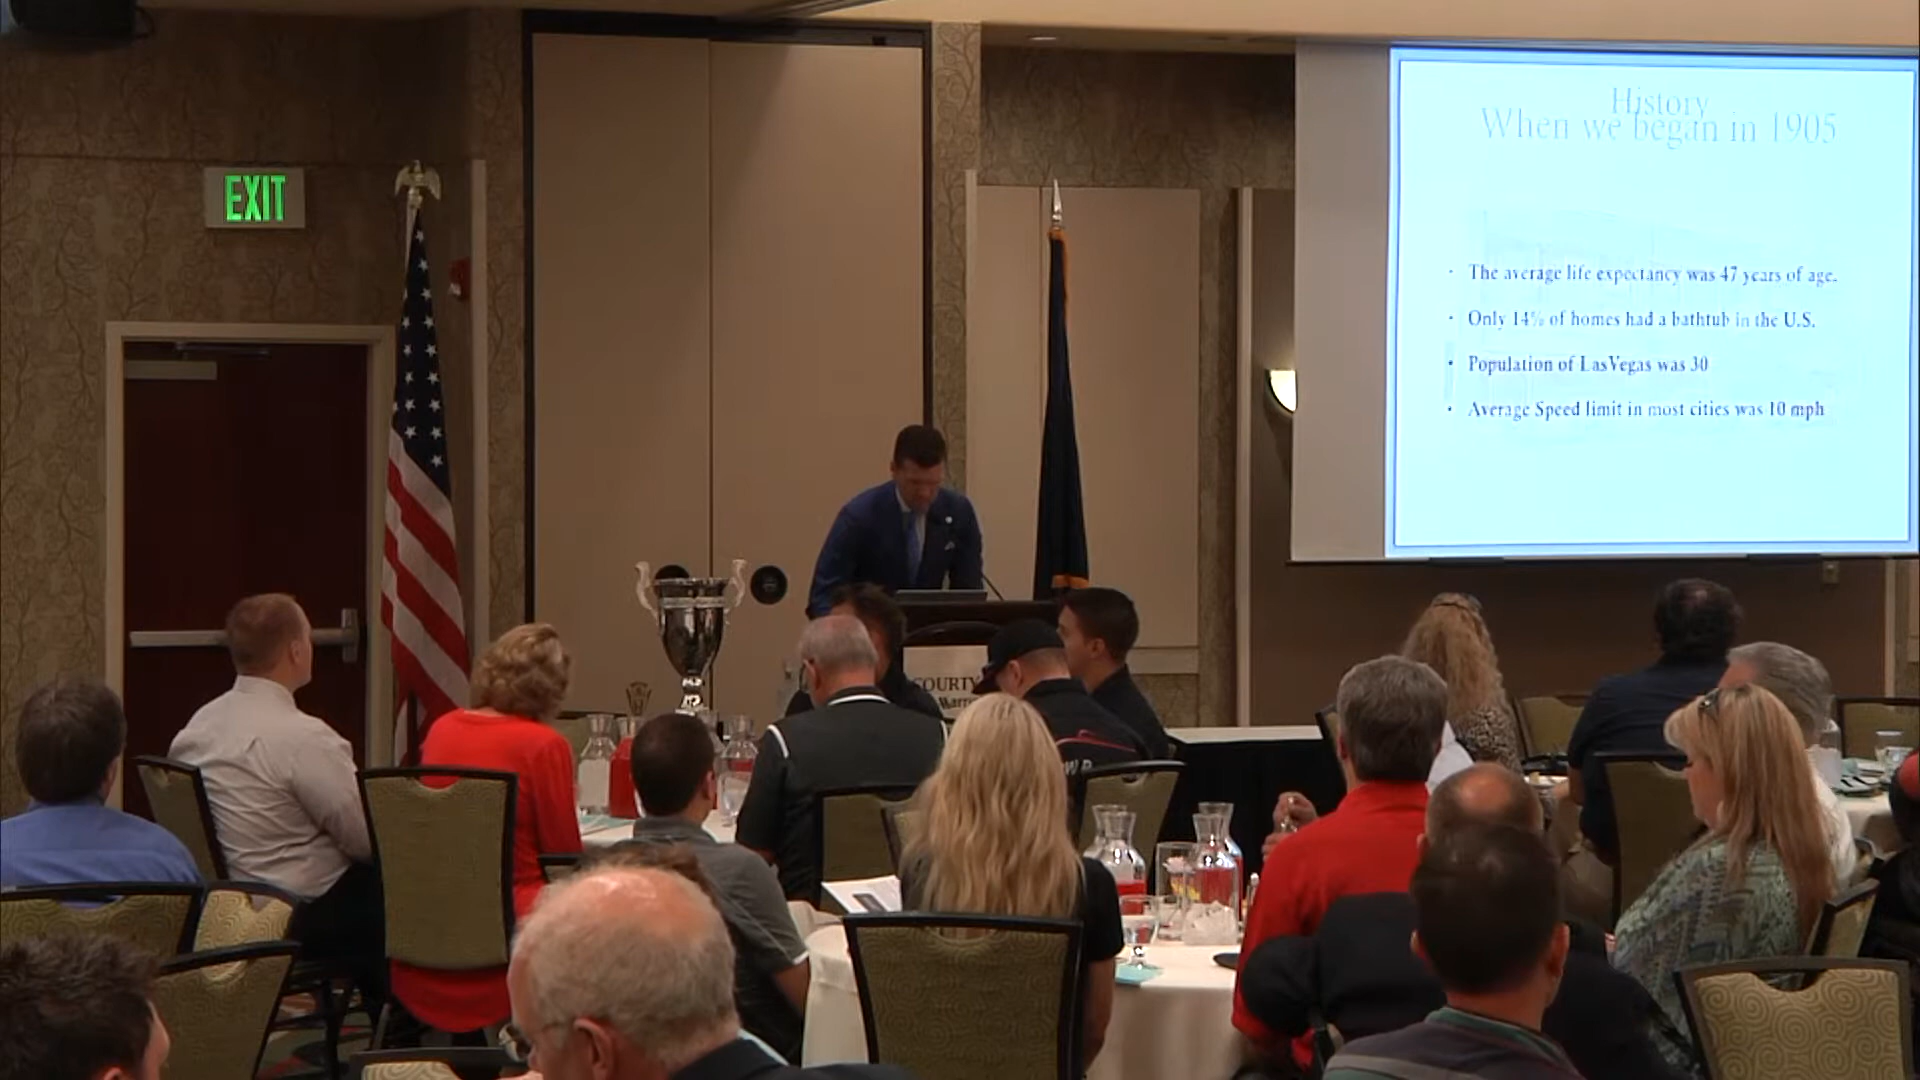 EXIT
History
When we began in 1905
· The average life expectancy was 47 years of age.
· Only 14% of homes had a bathtub in the U.S.
· Population of LasVegas was 30
· Average Speed limit in most cities was 10 mph
COURTY
Marri